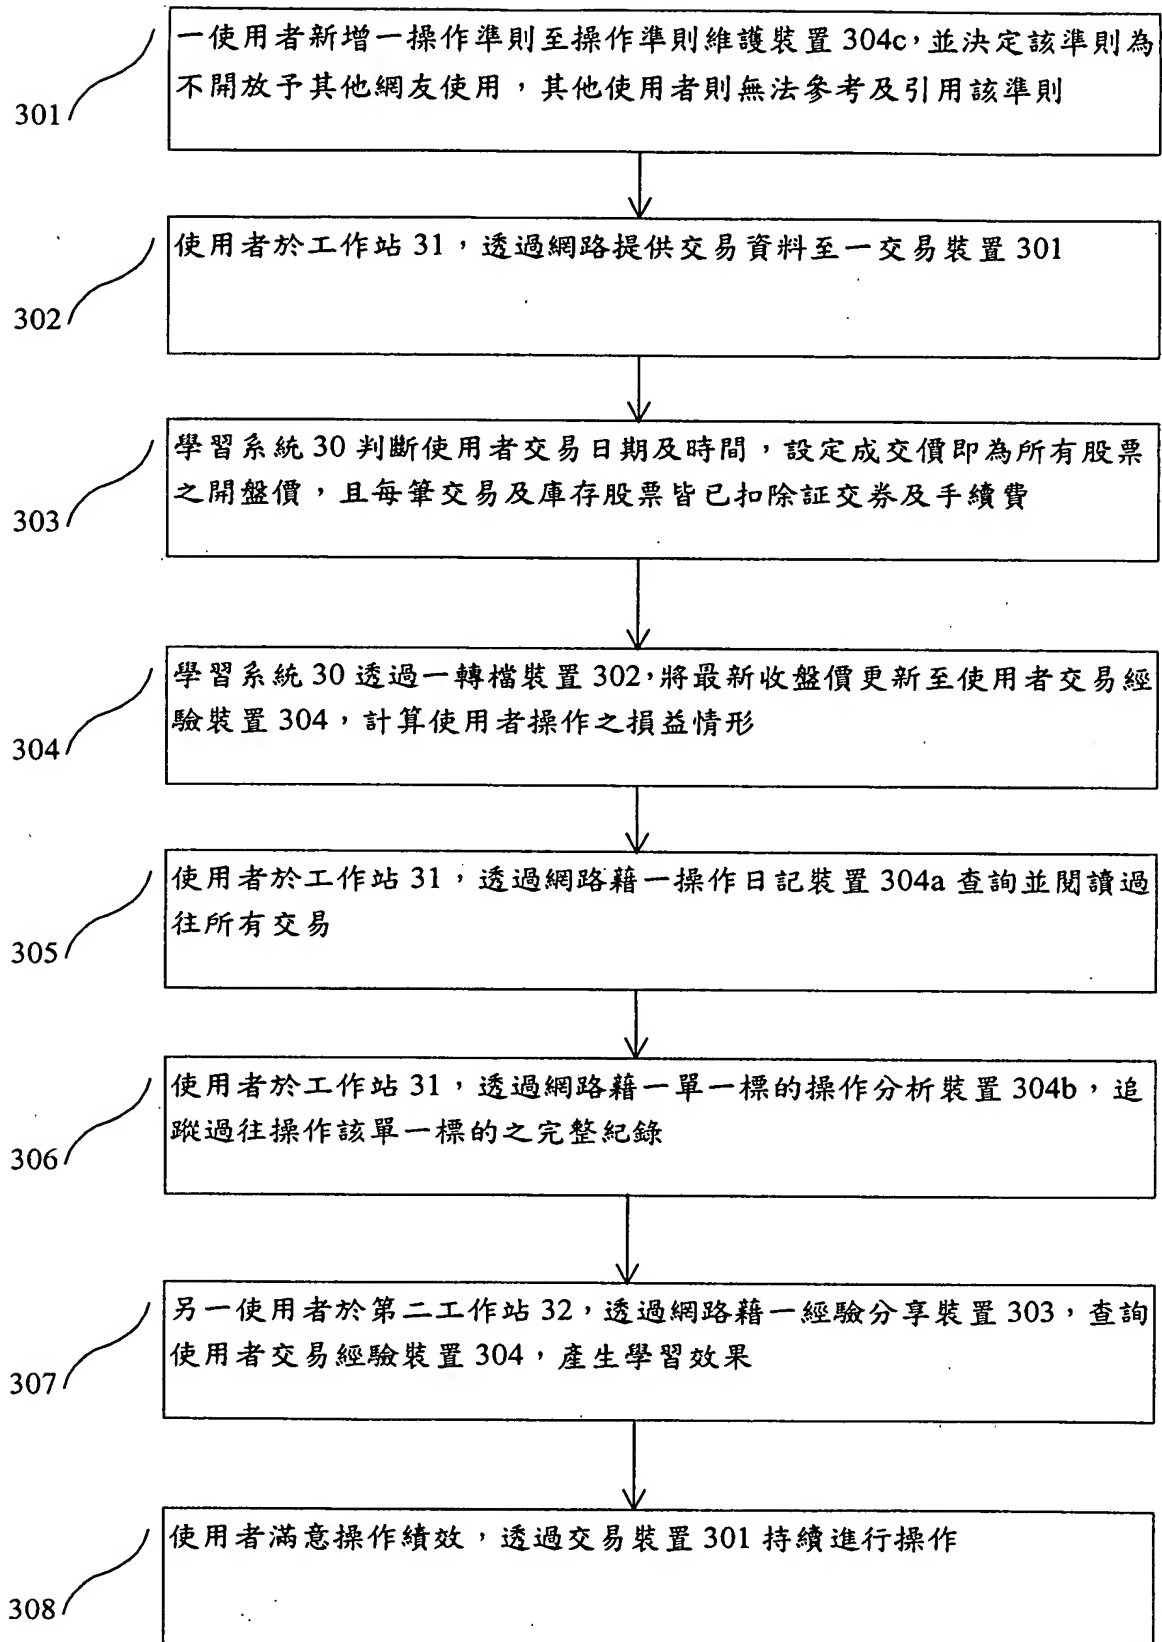 一使用者新增一操作準則至操作準則維護裝置 304c，並決定該準則為
不開放予其他網友使用，其他使用者則無法參考及引用該準則
301
使用者於工作站 31，透過網路提供交易資料至一交易裝置 301
302
學習系統 30 判斷使用者交易日期及時間，設定成交價即為所有股票
之開盤價，且每筆交易及庫存股票皆已扣除証交券及手續費
303
學習系統 30 透過一轉檔裝置 302，將最新收盤價更新至使用者交易經
驗裝置 304，計算使用者操作之損益情形
304
使用者於工作站 31，透過網路藉一操作日記裝置 304a 查詢並閱讀過
往所有交易
305
使用者於工作站 31，透過網路藉一單一標的操作分析裝置 304b，追
蹤過往操作該單一標的之完整紀錄
306
另一使用者於第二工作站 32，透過網路藉一經驗分享裝置 303，查詢
使用者交易經驗裝置 304，產生學習效果
307
使用者滿意操作績效，透過交易裝置 301 持續進行操作
308